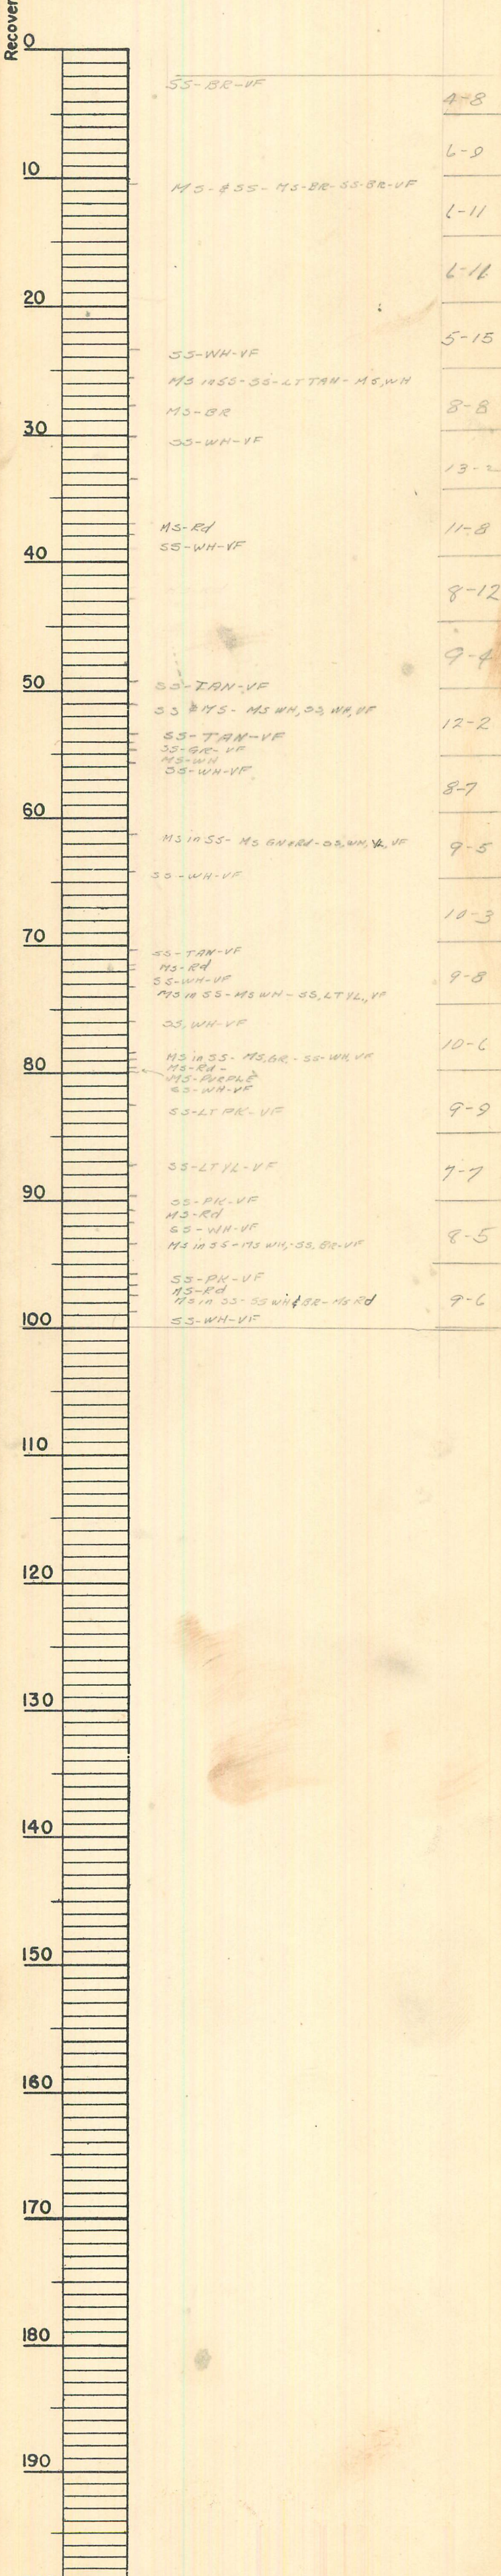 Recover
0
SS-BR-VF
4-8
6-9
10
MS-&SS-MS-BR-SS-BR-VF
6-11
6-11
20
5-15
SS-WH-VF
MS in SS-SS-LT TAN-MS,WH
MS-BR
8-8
30
SS-WH-VF
13-2
MS-Rd
11-8
SS-WH-VF
40
8-12
9-4
50
SS-TAN-VF
SS & MS- MS WH, SS, WH, VF
12-2
SS-TAN-VF
SS-GR-VF
MS-WH
SS-WH-VF
8-7
60
MS in SS- MS GN & Rd-SS, WH, VF
9-5
SS-WH-VF
10-3
70
SS-TAN-VF
MS-Rd
SS-WH-VF
9-8
MS in SS-MS WH-SS, LT YL., VF
SS, WH-VF
10-6
80
MS in SS- MS, GR,- SS-WH, VF
MS-Rd-
MS-PURPLE
SS-WH-VF
SS-LT PK-VF
9-9
SS-LT YL-VF
7-7
90
SS-PK-VF
MS-Rd
SS-WH-VF
8-5
MS in SS-MS WH,-SS, BR-VF
SS-PK-VF
MS-Rd
MS in SS-SS WH & BR-MS Rd
9-6
SS-WH-VF
100
110
120
130
140
150
160
170
180
190